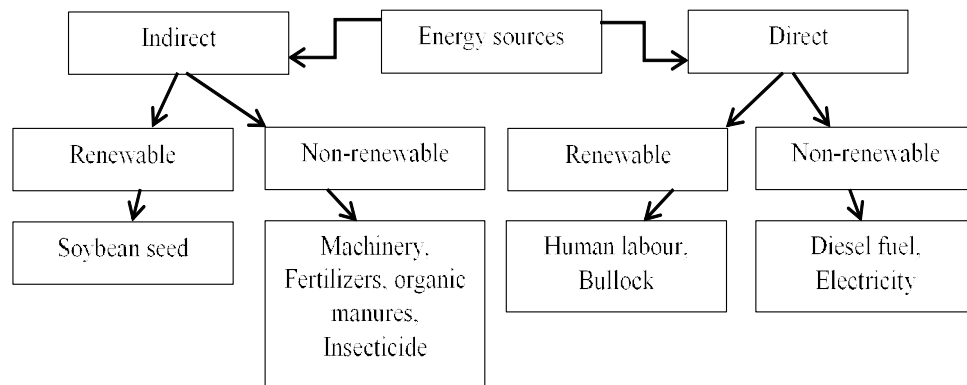 Energy sources
Indirect
Direct
Renewable
Non-renewable
Renewable
Non-renewable
Soybean seed
Machinery,
Fertilizers, organic
manures,
Insecticide
Human labour,
Bullock
Diesel fuel,
Electricity